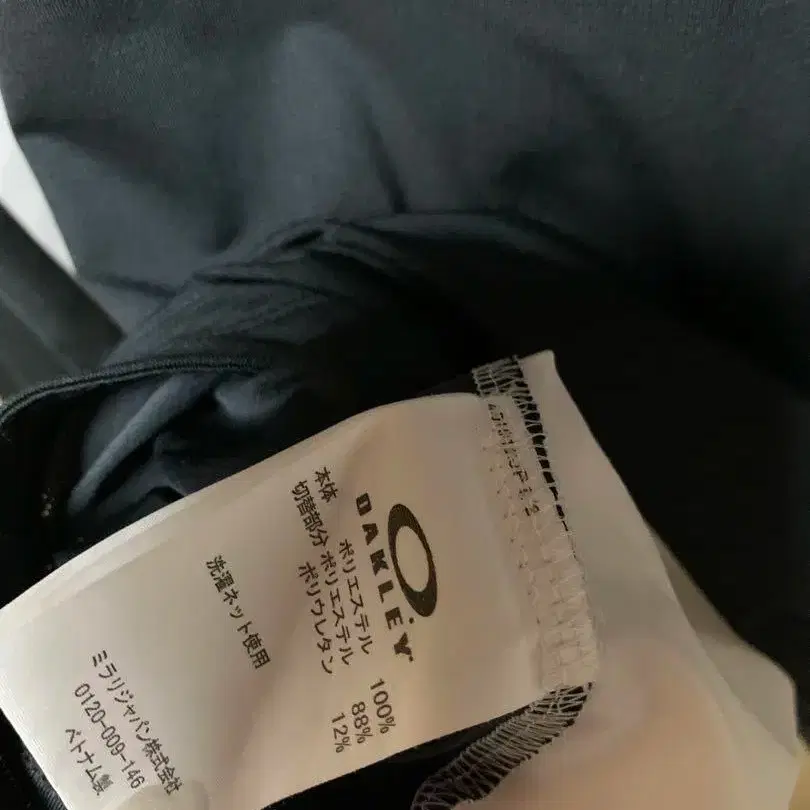 OAKLEY
本体 ポリエステル 100%
切替部分 ポリエステル 88%
ポリウレタン 12%
洗濯ネット使用
ミラリジャパン株式会社
0120-009-146
ベトナム製